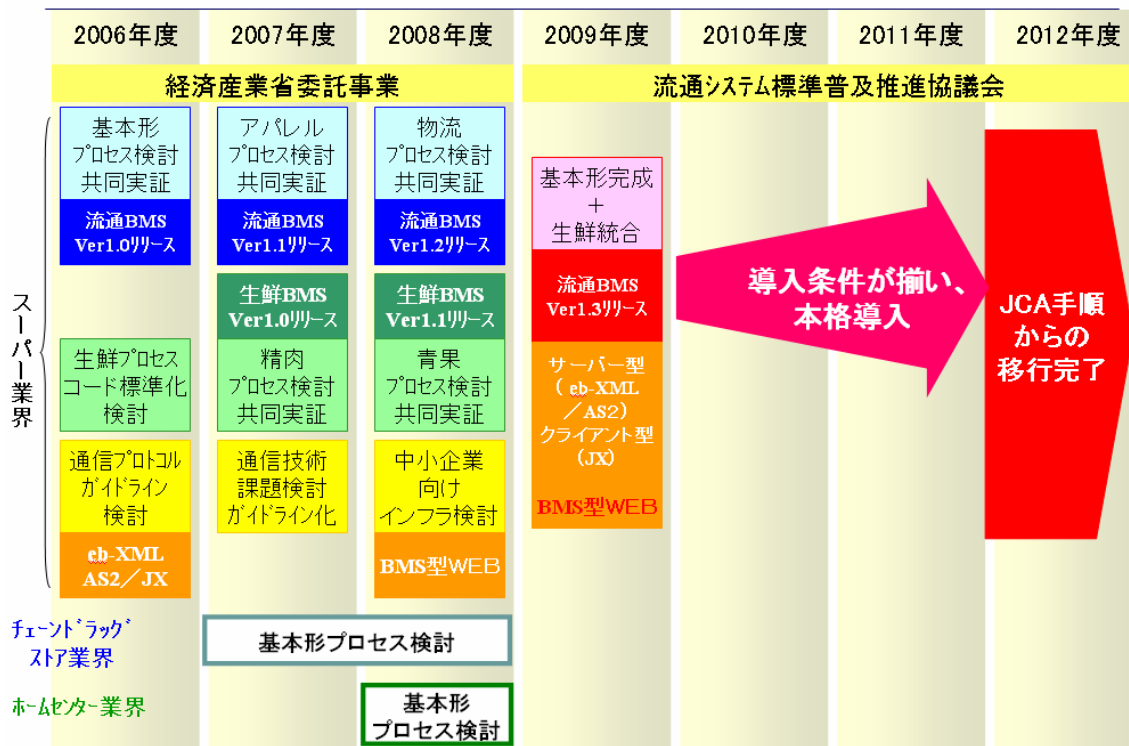 2006年度
2007年度
2008年度
2009年度
2010年度
2011年度
2012年度
経済産業省委託事業
流通システム標準普及推進協議会
スーパー業界
基本形
プロセス検討
共同実証
流通BMS
Ver1.0リリース
生鮮プロセス
コード標準化
検討
通信プロトコル
ガイドライン
検討
eb-XML
AS2／JX
アパレル
プロセス検討
共同実証
流通BMS
Ver1.1リリース
生鮮BMS
Ver1.0リリース
精肉
プロセス検討
共同実証
通信技術
課題検討
ガイドライン化
物流
プロセス検討
共同実証
流通BMS
Ver1.2リリース
生鮮BMS
Ver1.1リリース
青果
プロセス検討
共同実証
中小企業
向け
インフラ検討
BMS型WEB
基本形完成
＋
生鮮統合
流通BMS
Ver1.3リリース
サーバー型
（eb-XML
／AS2）
クライアント型
（JX）
BMS型WEB
導入条件が揃い、
本格導入
JCA手順
からの
移行完了
チェーンドラッグ
ストア業界
基本形プロセス検討
ホームセンター業界
基本形
プロセス検討